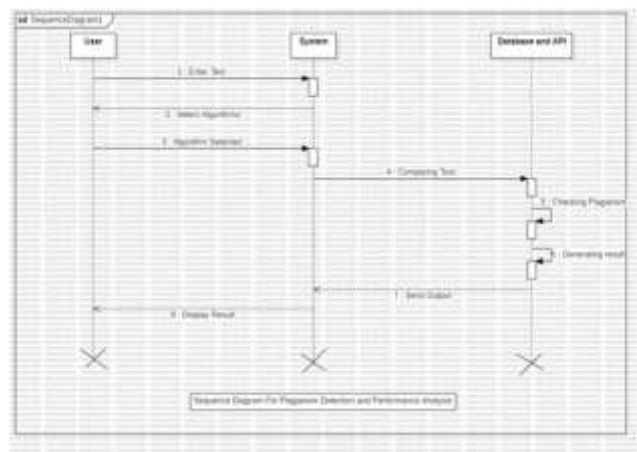 sd SequenceDiagram1
User
System
Database and API
1 : Enter Text
2 : Select Algorithms
3 : Algorithm Selected
4 : Comparing Text
5 : Checking Plagiarism
6 : Generating result
7 : Send Output
8 : Display Result
Sequence Diagram For Plagiarism Detection and Performance Analysis